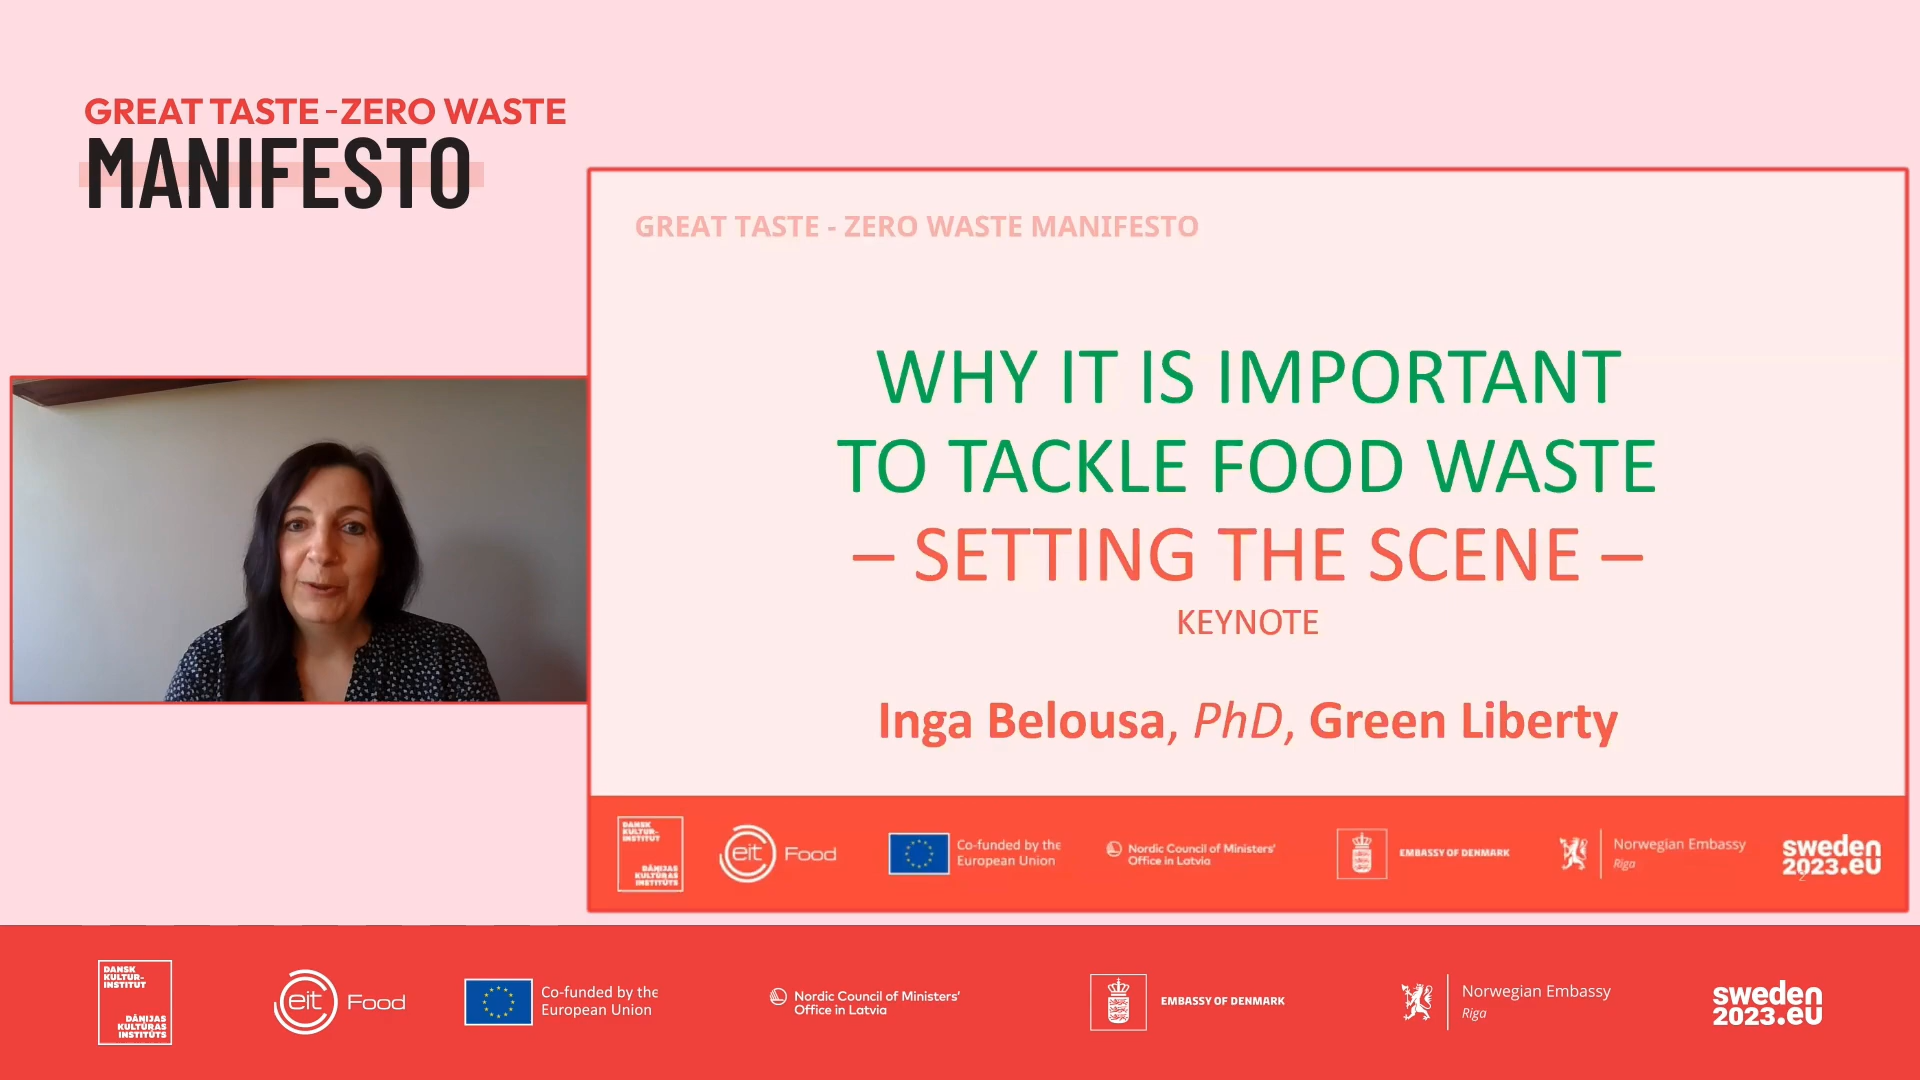 GREAT TASTE - ZERO WASTE
MANIFESTO
GREAT TASTE - ZERO WASTE MANIFESTO
WHY IT IS IMPORTANT
TO TACKLE FOOD WASTE
– SETTING THE SCENE –
KEYNOTE
Inga Belousa, PhD, Green Liberty
DANSK
KULTUR-
INSTITUT
DĀNIJAS
KULTŪRAS
INSTITŪTS
eit Food
Co-funded by the
European Union
Nordic Council of Ministers'
Office in Latvia
EMBASSY OF DENMARK
Norwegian Embassy
Riga
sweden
2023.eu
2
DANSK
KULTUR-
INSTITUT
DĀNIJAS
KULTŪRAS
INSTITŪTS
eit Food
Co-funded by the
European Union
Nordic Council of Ministers'
Office in Latvia
EMBASSY OF DENMARK
Norwegian Embassy
Riga
sweden
2023.eu